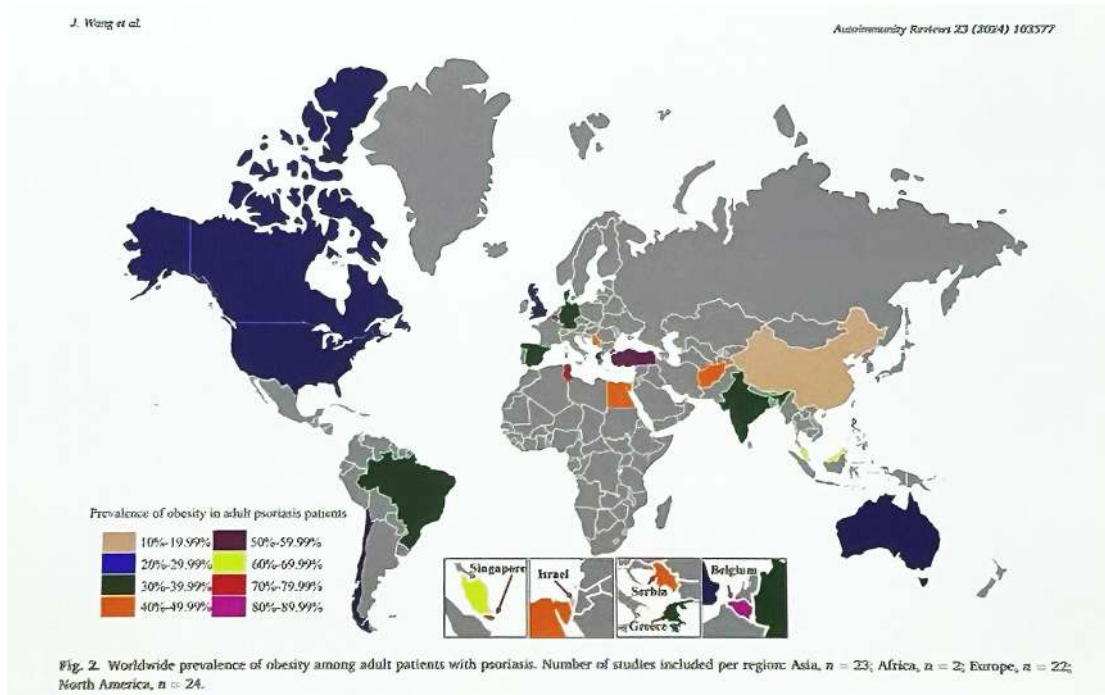 J. Wang et al.
Autoimmunity Reviews 23 (2024) 103577
Prevalence of obesity in adult psoriasis patients
10%-19.99%
50%-59.99%
20%-29.99%
60%-69.99%
30%-39.99%
70%-79.99%
40%-49.99%
80%-89.99%
Singapore
Israel
Serbia
Greece
Belgium
Fig. 2. Worldwide prevalence of obesity among adult patients with psoriasis. Number of studies included per region: Asia, n = 23; Africa, n = 2; Europe, n = 22;
North America, n = 24.